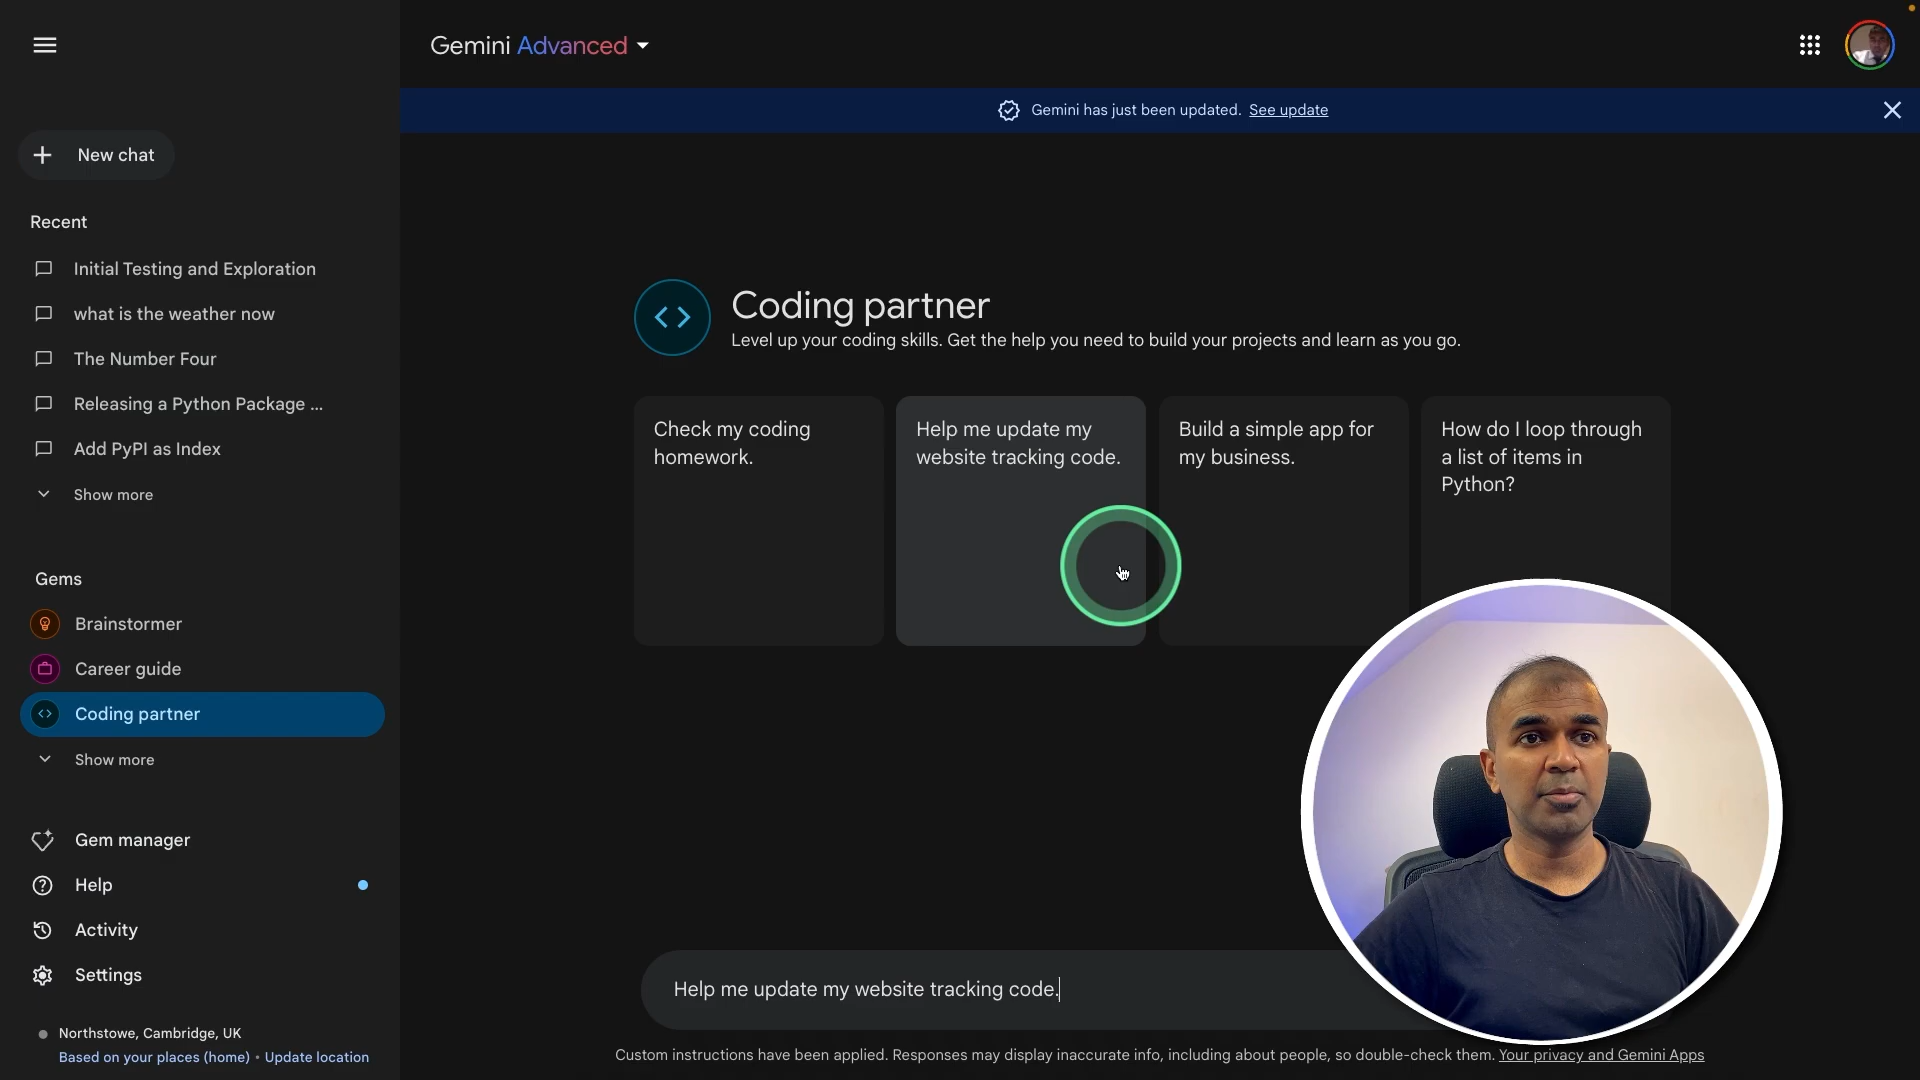 Gemini Advanced
Gemini has just been updated. See update
New chat
Recent
Initial Testing and Exploration
what is the weather now
The Number Four
Releasing a Python Package ...
Add PyPI as Index
Show more
Gems
Brainstormer
Career guide
Coding partner
Show more
Gem manager
Help
Activity
Settings
Northstowe, Cambridge, UK
Based on your places (home) • Update location
Coding partner
Level up your coding skills. Get the help you need to build your projects and learn as you go.
Check my coding
homework.
Help me update my
website tracking code.
Build a simple app for
my business.
How do I loop through
a list of items in
Python?
Help me update my website tracking code.
Custom instructions have been applied. Responses may display inaccurate info, including about people, so double-check them. Your privacy and Gemini Apps